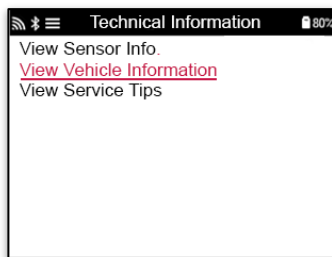 Technical Information 80%
View Sensor Info.
View Vehicle Information
View Service Tips